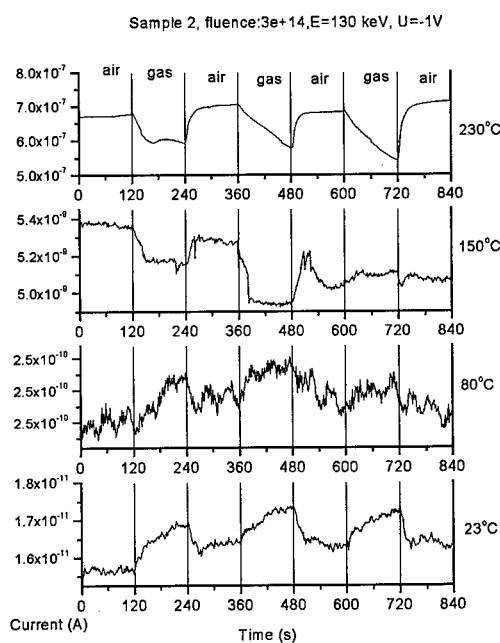 Sample 2, fluence:3e+14,E=130 keV, U=-1V
air gas air gas air gas air
8.0x10⁻⁷
7.0x10⁻⁷
6.0x10⁻⁷
5.0x10⁻⁷
230°C
0 120 240 360 480 600 720 840
5.4x10⁻⁹
5.2x10⁻⁹
5.0x10⁻⁹
150°C
0 120 240 360 480 600 720 840
2.5x10⁻¹⁰
2.5x10⁻¹⁰
2.5x10⁻¹⁰
80°C
0 120 240 360 480 600 720 840
1.8x10⁻¹¹
1.7x10⁻¹¹
1.6x10⁻¹¹
23°C
0 120 240 360 480 600 720 840
Current (A)
Time (s)